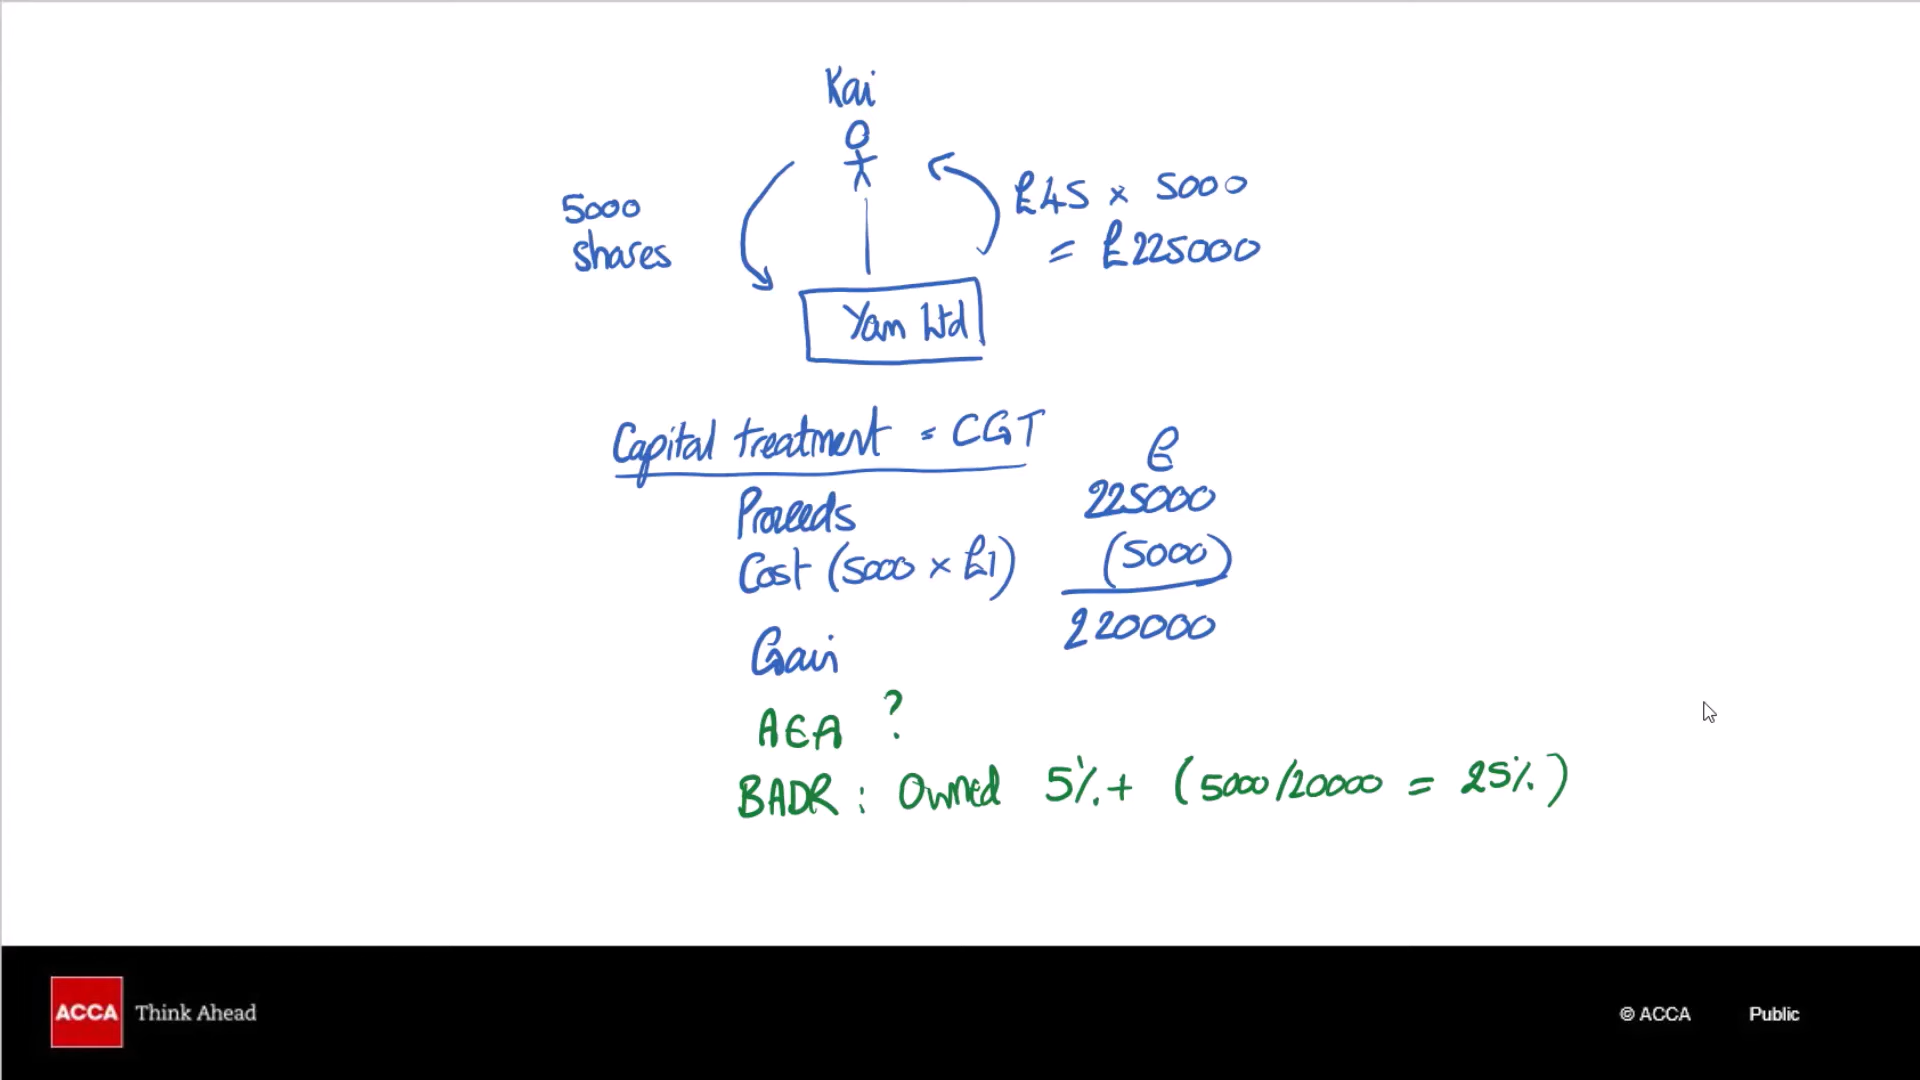 Kai
5000
shares
£45 × 5000
= £225000
Yam Ltd
Capital treatment = CGT
£
Proceeds 225000
Cost (5000 × £1) (5000)
Gain 220000
AEA ?
BADR : Owned 5%+ (5000/20000 = 25%)
ACCA Think Ahead © ACCA Public